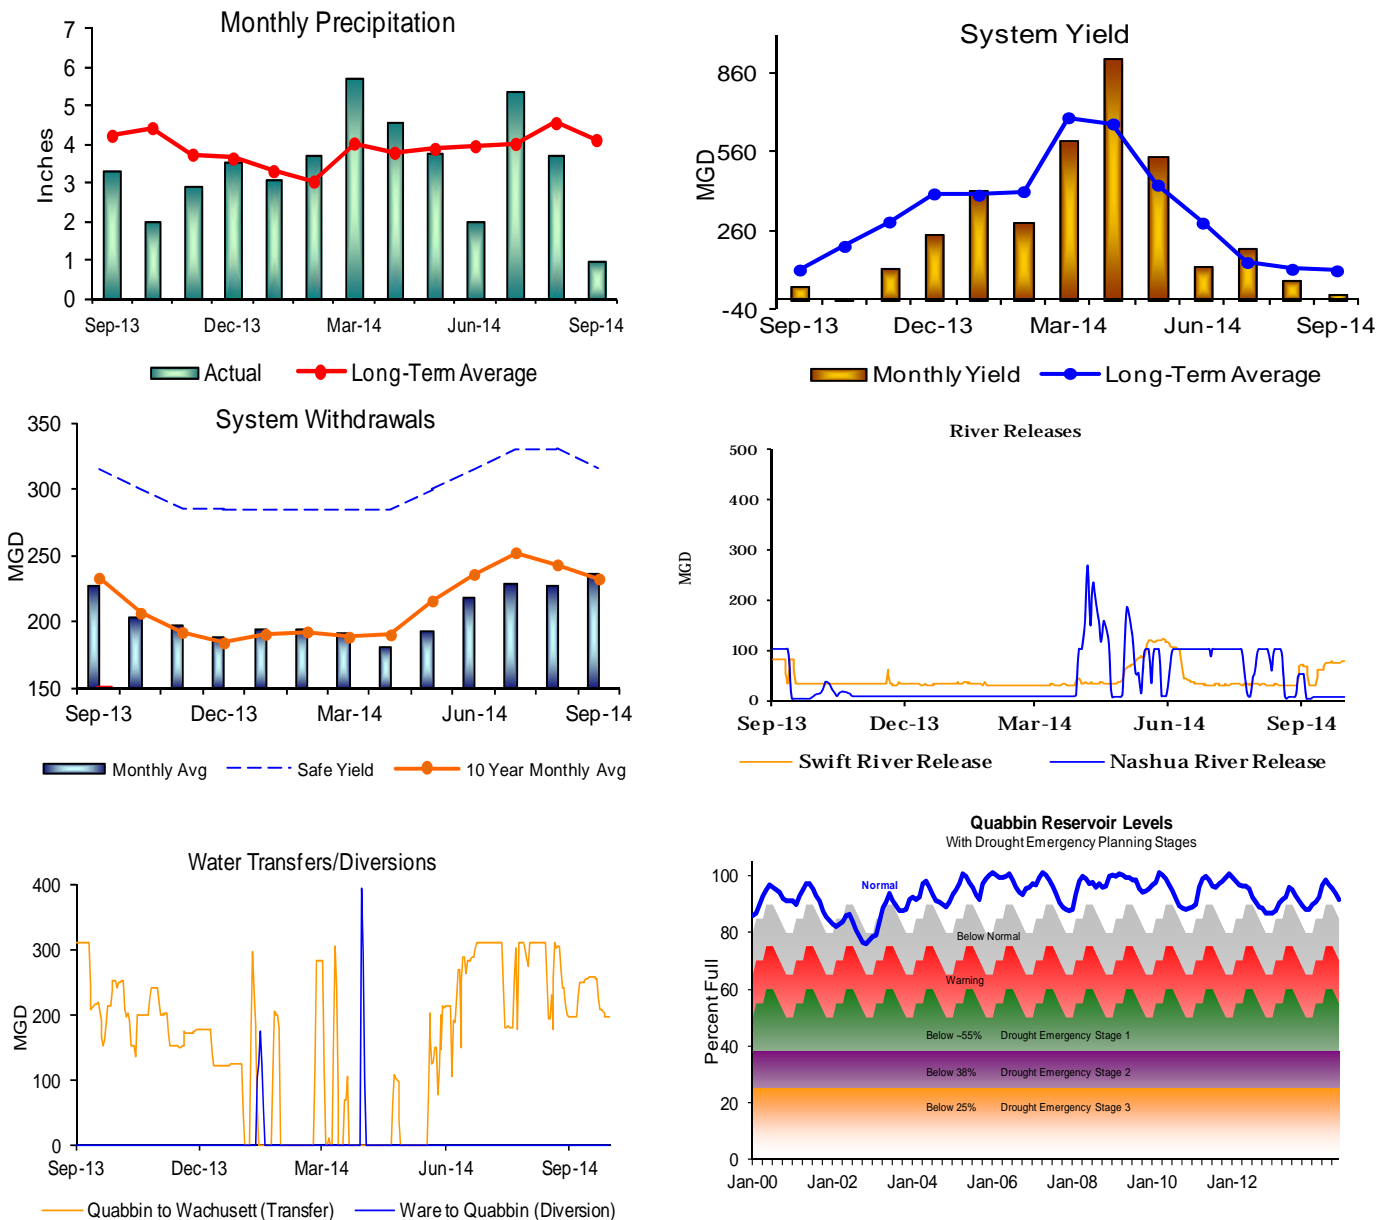 Monthly Precipitation
7
6
5
4
3
2
1
0
Inches
Sep-13 Dec-13 Mar-14 Jun-14 Sep-14
Actual Long-Term Average
System Yield
860
560
260
-40
MGD
Sep-13 Dec-13 Mar-14 Jun-14 Sep-14
Monthly Yield Long-Term Average
System Withdrawals
350
300
250
200
150
MGD
Sep-13 Dec-13 Mar-14 Jun-14 Sep-14
Monthly Avg Safe Yield 10 Year Monthly Avg
River Releases
500
400
300
200
100
0
MGD
Sep-13 Dec-13 Mar-14 Jun-14 Sep-14
Swift River Release Nashua River Release
Water Transfers/Diversions
400
300
200
100
0
MGD
Sep-13 Dec-13 Mar-14 Jun-14 Sep-14
Quabbin to Wachusett (Transfer) Ware to Quabbin (Diversion)
Quabbin Reservoir Levels
With Drought Emergency Planning Stages
100
80
60
40
20
0
Percent Full
Normal
Below Normal
Warning
Below ~55% Drought Emergency Stage 1
Below 38% Drought Emergency Stage 2
Below 25% Drought Emergency Stage 3
Jan-00 Jan-02 Jan-04 Jan-06 Jan-08 Jan-10 Jan-12